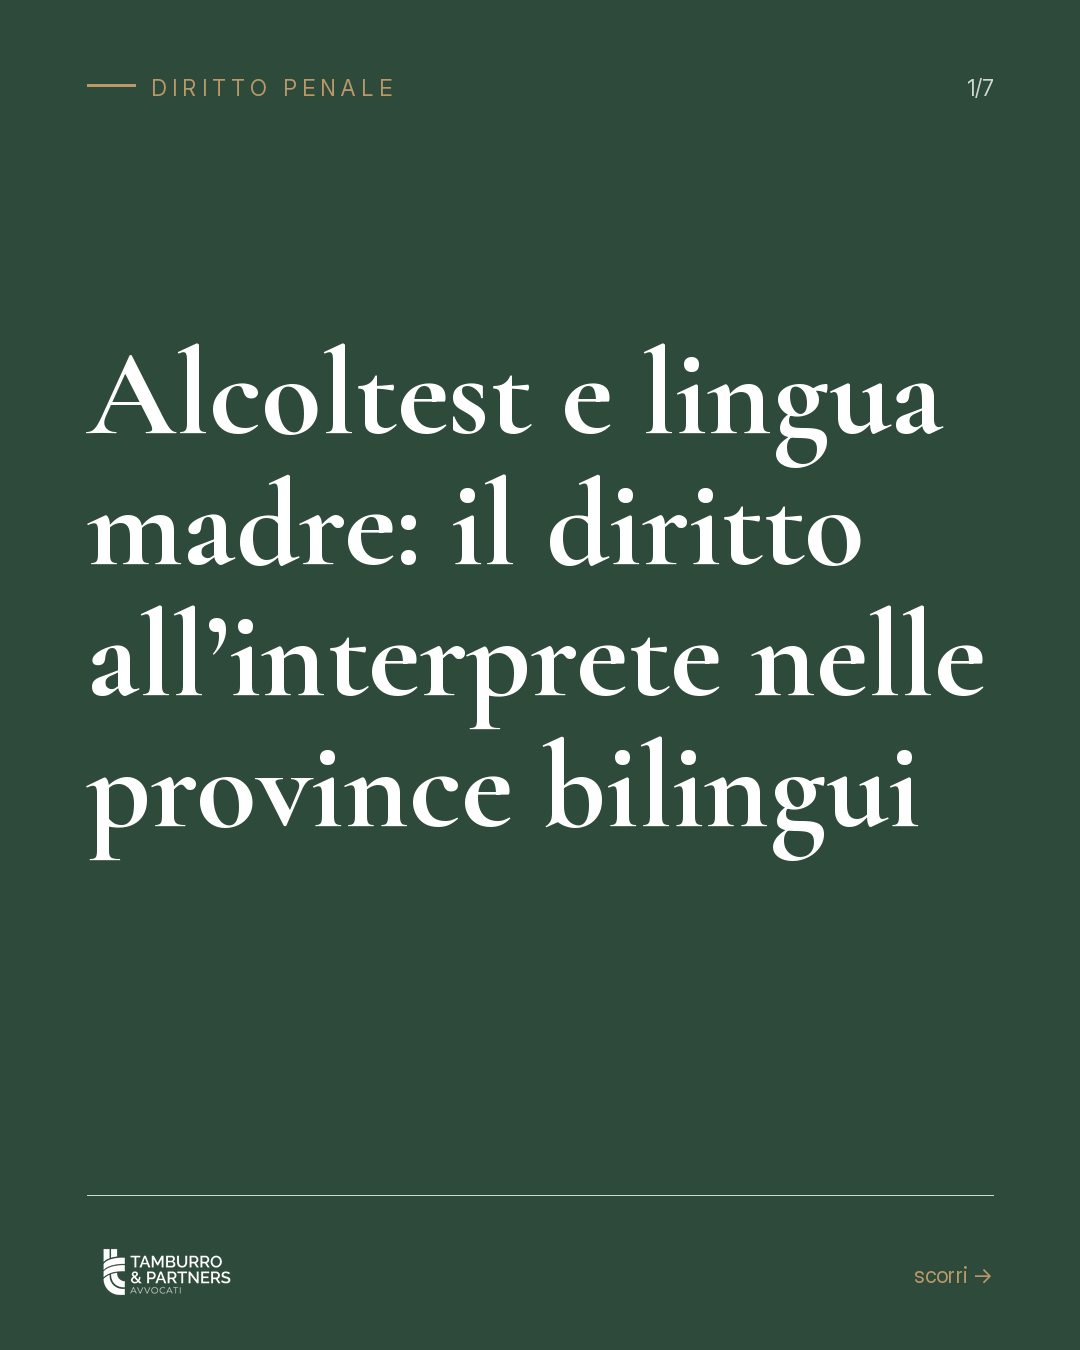 DIRITTO PENALE
1/7
Alcoltest e lingua
madre: il diritto
all’interprete nelle
province bilingui
TAMBURRO
& PARTNERS
AVVOCATI
scorri →